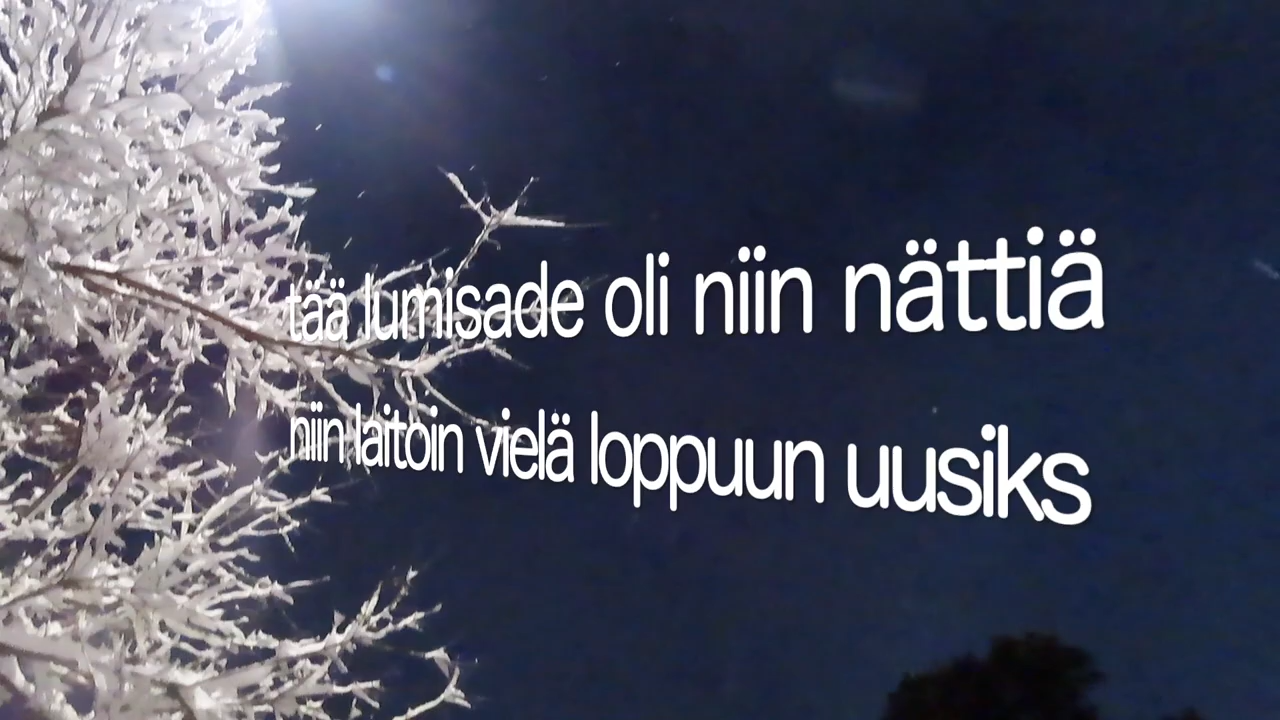 tää lumisade oli niin nättiä
niin laitoin vielä loppuun uusiks